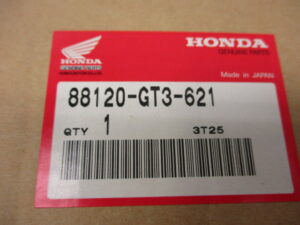 HONDA
GENUINE PARTS
HONDA
Made in JAPAN
88120-GT3-621
QTY 1 3T25